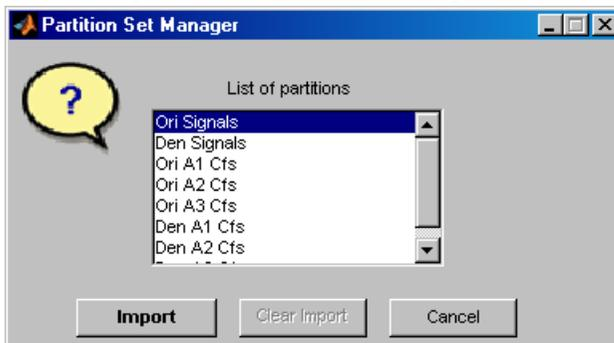 Partition Set Manager
?
List of partitions
Ori Signals
Den Signals
Ori A1 Cfs
Ori A2 Cfs
Ori A3 Cfs
Den A1 Cfs
Den A2 Cfs
Import Clear Import Cancel